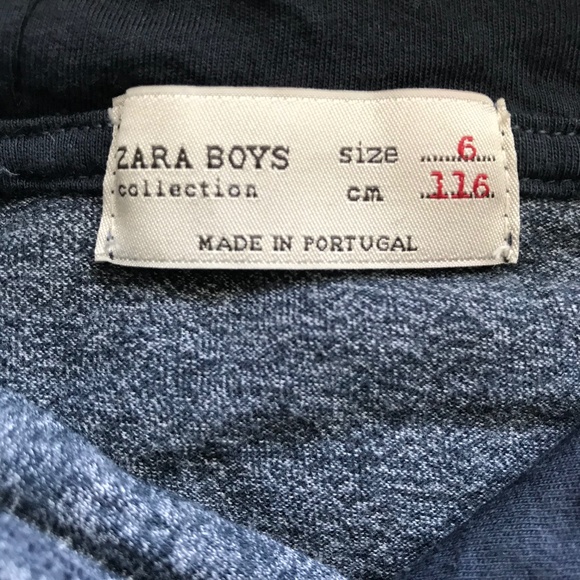 ZARA BOYS size 6
collection cm 116
MADE IN PORTUGAL